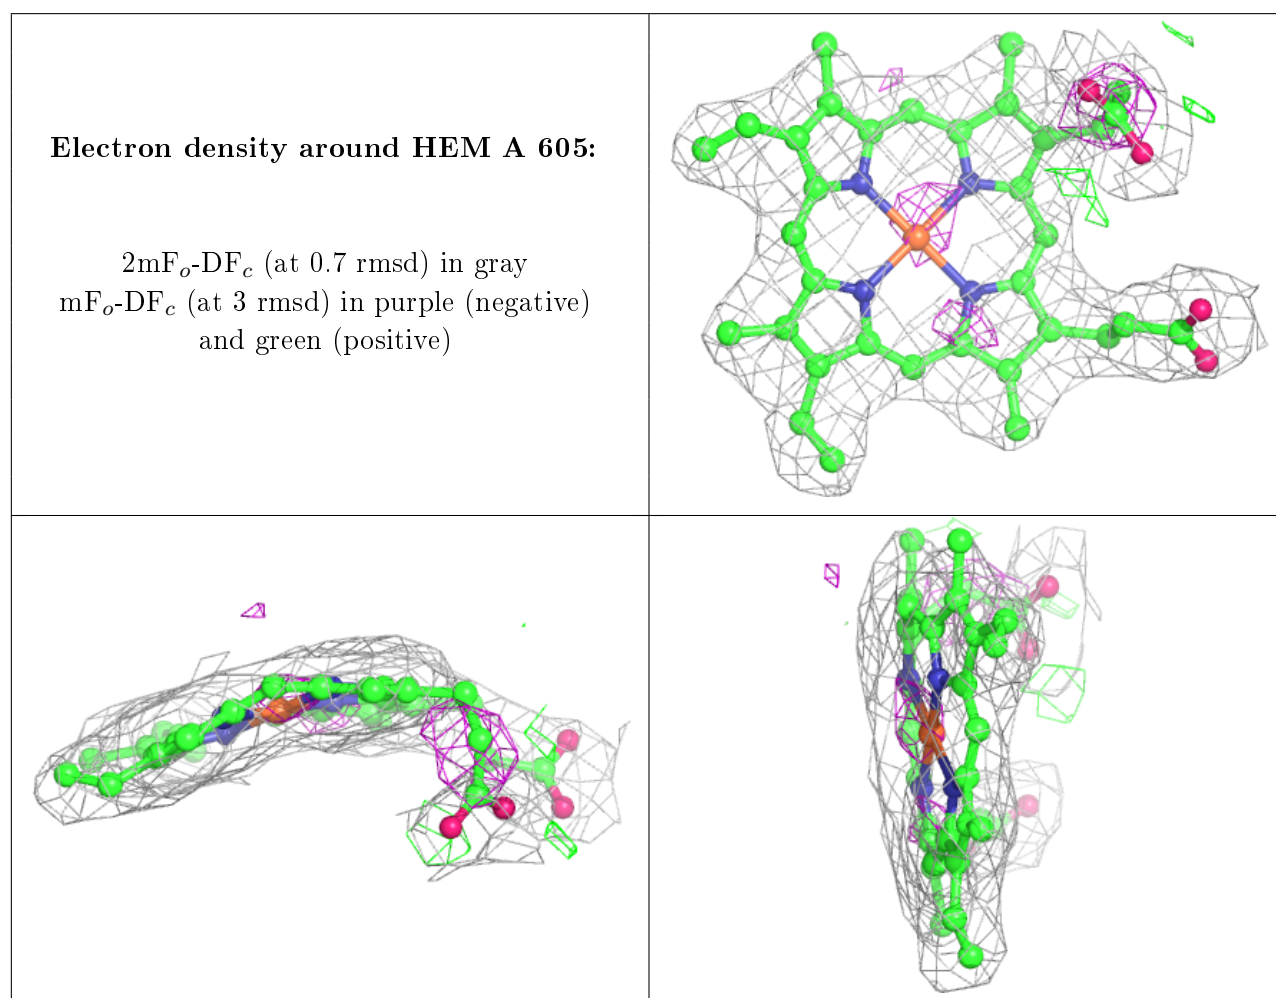 Electron density around HEM A 605:
2mFo-DFc (at 0.7 rmsd) in gray
mFo-DFc (at 3 rmsd) in purple (negative)
and green (positive)